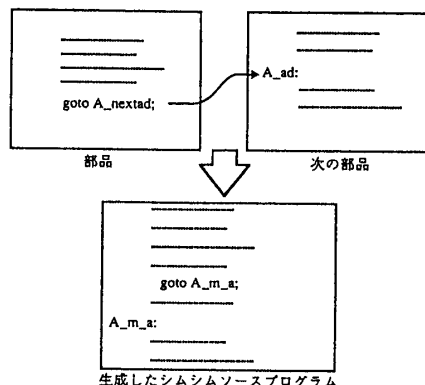 goto A_nextad;
A_ad:
部品
次の部品
goto A_m_a;
A_m_a:
生成したシムシムソースプログラム